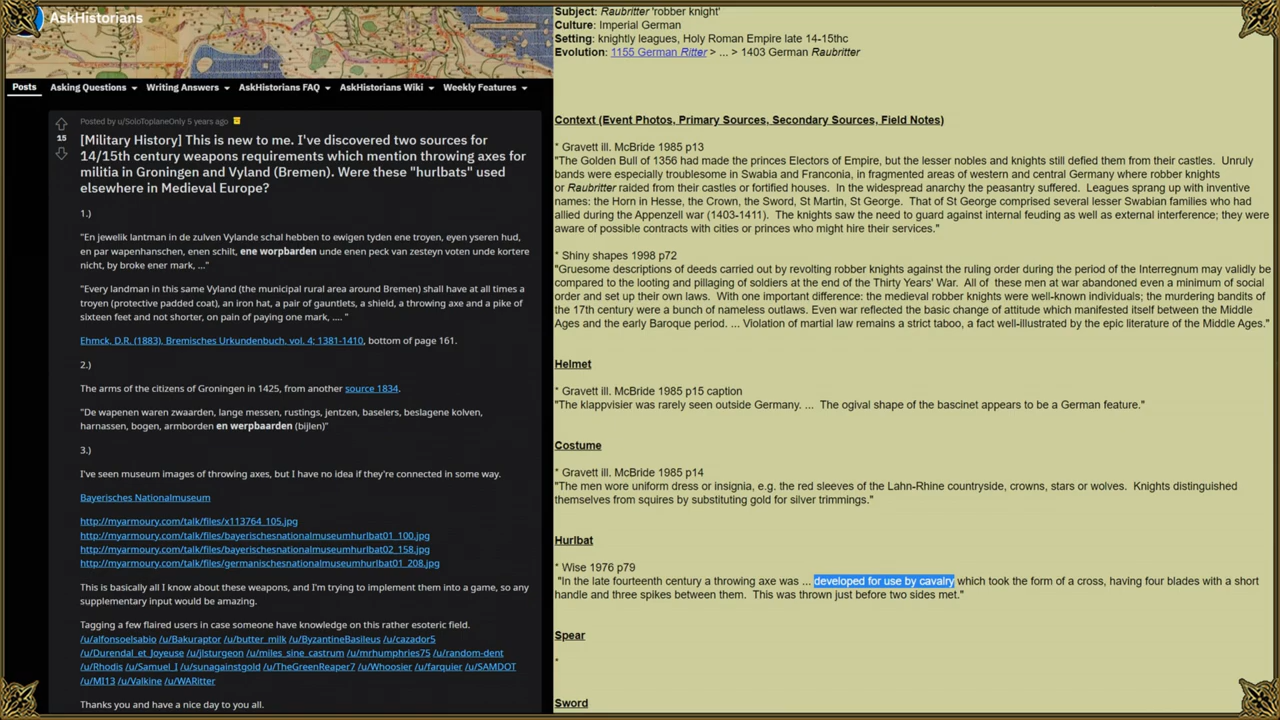 AskHistorians
Posts Asking Questions Writing Answers AskHistorians FAQ AskHistorians Wiki Weekly Features
Posted by u/SoloToplaneOnly 5 years ago
15
[Military History] This is new to me. I've discovered two sources for
14/15th century weapons requirements which mention throwing axes for
militia in Groningen and Vyland (Bremen). Were these "hurlbats" used
elsewhere in Medieval Europe?
1.)
"En jewelik lantman in de zulven Vylande schal hebben to ewigen tyden ene troyen, eyen yseren hud,
en par wapenhanschen, enen schilt, ene worpbarden unde enen peck van zesteyn voten unde kortere
nicht, by broke ener mark, ..."
"Every landman in this same Vyland (the municipal rural area around Bremen) shall have at all times a
troyen (protective padded coat), an iron hat, a pair of gauntlets, a shield, a throwing axe and a pike of
sixteen feet and not shorter, on pain of paying one mark, .... "
Ehmck, D.R, (1883), Bremisches Urkundenbuch, vol. 4; 1381-1410, bottom of page 161.
2.)
The arms of the citizens of Groningen in 1425, from another source 1834.
"De wapenen waren zwaarden, lange messen, rustings, jentzen, baselers, beslagene kolven,
harnassen, bogen, armborden en werpbaarden (bijlen)"
3.)
I've seen museum images of throwing axes, but I have no idea if they're connected in some way.
Bayerisches Nationalmuseum
http://myarmoury.com/talk/files/x113764_105.jpg
http://myarmoury.com/talk/files/bayerischesnationalmuseumhurlbat01_100.jpg
http://myarmoury.com/talk/files/bayerischesnationalmuseumhurlbat02_158.jpg
http://myarmoury.com/talk/files/germanischesmuseumhurlbat01_208.jpg
This is basically all I know about these weapons, and I'm trying to implement them into a game, so any
supplementary input would be amazing.
Tagging a few flaired users in case someone have knowledge on this rather esoteric field.
/u/alfonsoelsabio /u/Bakuraptor /u/butter_milk /u/ByzantineBasileus /u/cazador5
/u/Durendal_et_Joyeuse /u/jlsturgeon /u/miles_sine_castrum /u/mrhumphries75 /u/random-dent
/u/Rhodis /u/Samuel_I /u/sunagainstgold /u/TheGreenReaper7 /u/Whoosier /u/farquier /u/SAMDOT
/u/MI13 /u/Valkine /u/WARitter
Thanks you and have a nice day to you all.
Subject: Raubritter 'robber knight'
Culture: Imperial German
Setting: knightly leagues, Holy Roman Empire late 14-15thc
Evolution: 1155 German Ritter > ... > 1403 German Raubritter
Context (Event Photos, Primary Sources, Secondary Sources, Field Notes)
* Gravett ill. McBride 1985 p13
"The Golden Bull of 1356 had made the princes Electors of Empire, but the lesser nobles and knights still defied them from their castles. Unruly
bands were especially troublesome in Swabia and Franconia, in fragmented areas of western and central Germany where robber knights
or Raubritter raided from their castles or fortified houses. In the widespread anarchy the peasantry suffered. Leagues sprang up with inventive
names: the Horn in Hesse, the Crown, the Sword, St Martin, St George. That of St George comprised several lesser Swabian families who had
allied during the Appenzell war (1403-1411). The knights saw the need to guard against internal feuding as well as external interference; they were
aware of possible contracts with cities or princes who might hire their services."
* Shiny shapes 1998 p72
"Gruesome descriptions of deeds carried out by revolting robber knights against the ruling order during the period of the Interregnum may validly be
compared to the looting and pillaging of soldiers at the end of the Thirty Years' War. All of these men at war abandoned even a minimum of social
order and set up their own laws. With one important difference: the medieval robber knights were well-known individuals; the murdering bandits of
the 17th century were a bunch of nameless outlaws. Even war reflected the basic change of attitude which manifested itself between the Middle
Ages and the early Baroque period. ... Violation of martial law remains a strict taboo, a fact well-illustrated by the epic literature of the Middle Ages."
Helmet
* Gravett ill. McBride 1985 p15 caption
"The klappvisier was rarely seen outside Germany. ... The ogival shape of the bascinet appears to be a German feature."
Costume
* Gravett ill. McBride 1985 p14
"The men wore uniform dress or insignia, e.g. the red sleeves of the Lahn-Rhine countryside, crowns, stars or wolves. Knights distinguished
themselves from squires by substituting gold for silver trimmings."
Hurlbat
* Wise 1976 p79
"In the late fourteenth century a throwing axe was ... developed for use by cavalry which took the form of a cross, having four blades with a short
handle and three spikes between them. This was thrown just before two sides met."
Spear
*
Sword